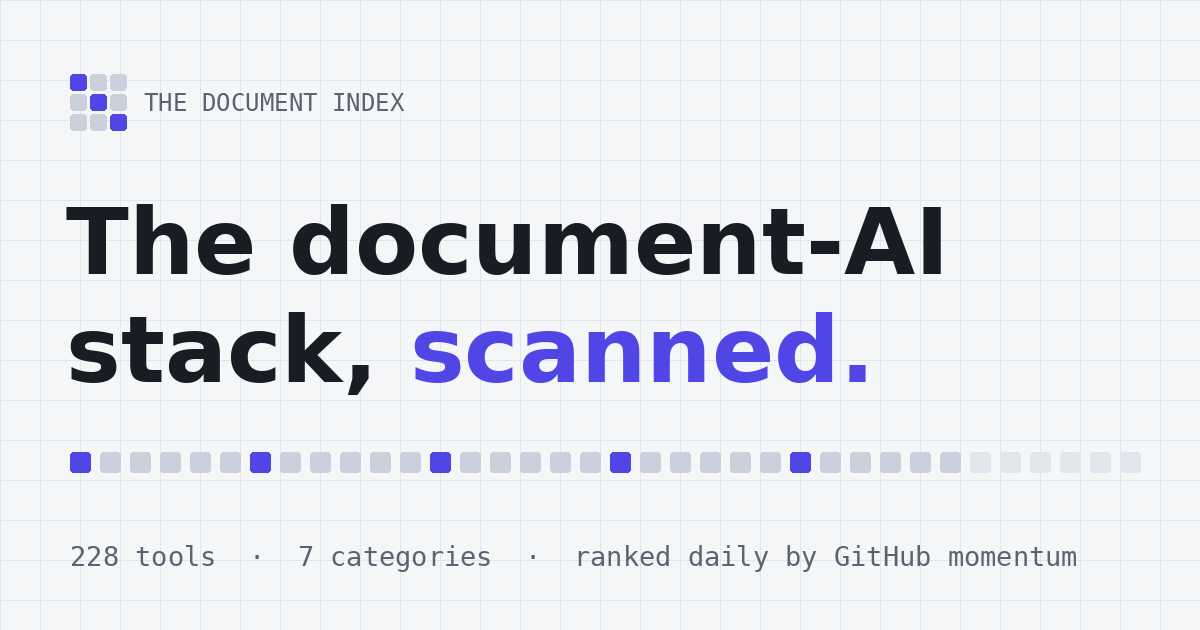 THE DOCUMENT INDEX
The document-AI
stack, scanned.
228 tools · 7 categories · ranked daily by GitHub momentum